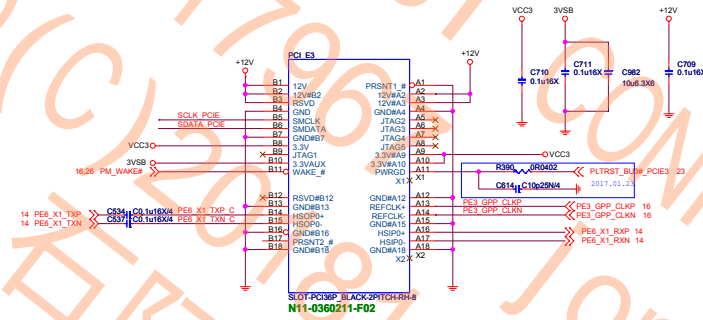 VCC3
3VSB
+12V
C710
0.1u16X
C711
0.1u16X
C982
10u6.3X6
C709
0.1u16X
PCI_E3
+12V
+12V
B1 12V PRSNT1_# A1
B2 12V#B2 12V#A2 A2
B3 RSVD 12V#A3 A3
B4 GND GND#A4 A4
SCLK_PCIE B5 SMCLK JTAG2 A5
SDATA_PCIE B6 SMDATA JTAG3 A6
B7 GND#B7 JTAG4 A7
VCC3 B8 3.3V JTAG5 A8
B9 JTAG1 3.3V#A9 A9 VCC3
3VSB B10 3.3VAUX 3.3V#A10 A10
16,26 PM_WAKE# B11 WAKE_# PWRGD A11
R390 0R0402 PLTRST_BU3#_PCIE3 23
X1 X1
C614 C10p25N/4 2017.01.23
B12 RSVD#B12 GND#A12 A12
B13 GND#B13 REFCLK+ A13 PE3_GPP_CLKP PE3_GPP_CLKP 16
14 PE6_X1_TXP C534 C0.1u16X/4 PE6_X1_TXP_C B14 HSOP0+ REFCLK- A14 PE3_GPP_CLKN PE3_GPP_CLKN 16
14 PE6_X1_TXN C537 C0.1u16X/4 PE6_X1_TXN_C B15 HSOP0- GND#A15 A15
B16 GND#B16 HSIP0+ A16 PE6_X1_RXP 14
B17 PRSNT2_# HSIP0- A17 PE6_X1_RXN 14
B18 GND#B18 GND#A18 A18
X2 X2
SLOT-PCI36P_BLACK-2PITCH-RH-8
N11-0360211-F02